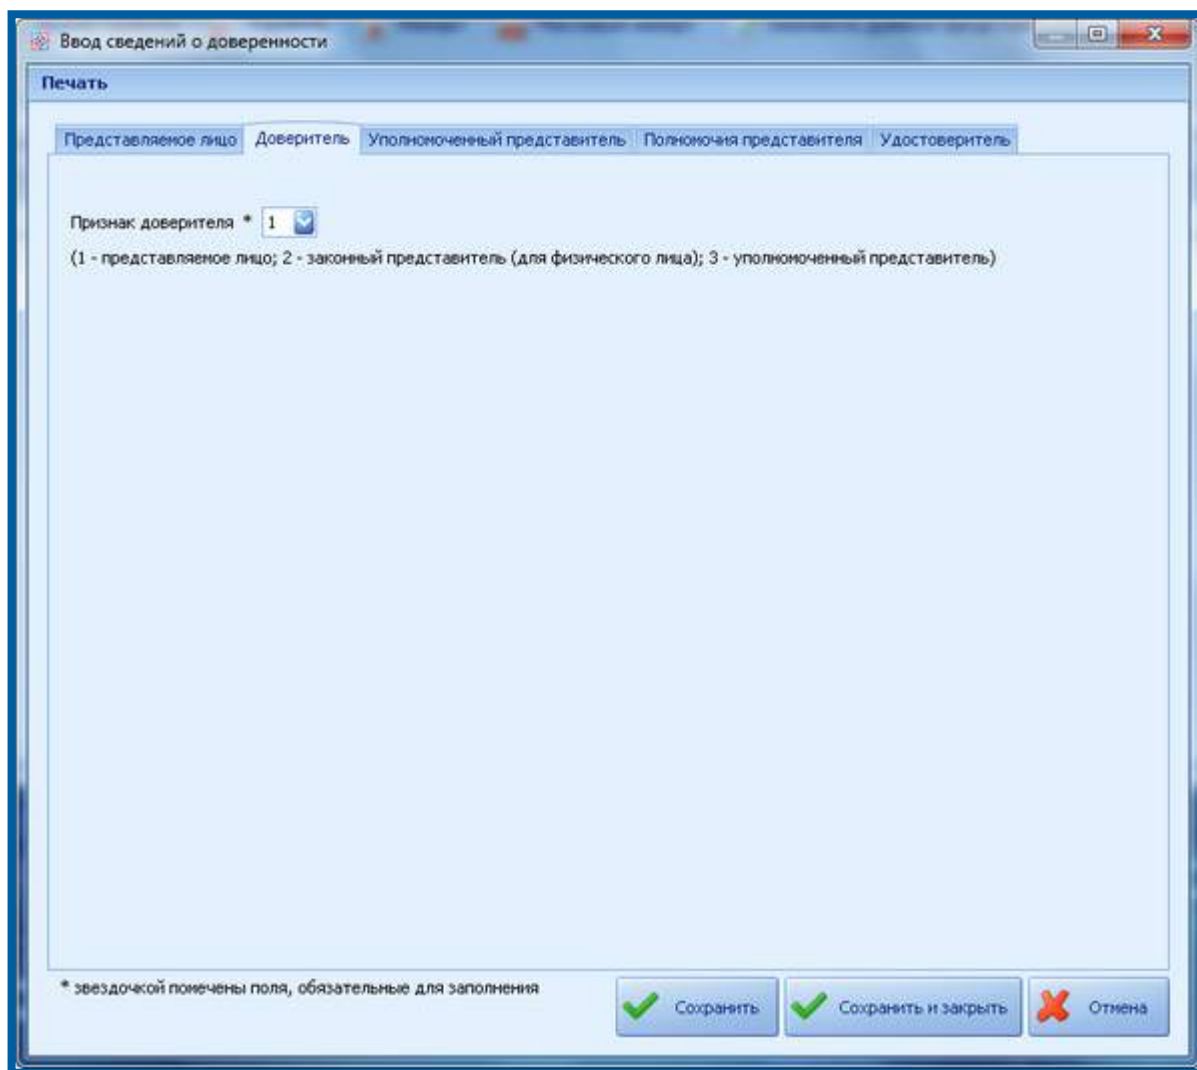 Ввод сведений о доверенности
Печать
Представляемое лицо Доверитель Уполномоченный представитель Полномочия представителя Удостоверитель
Признак доверителя * 1
(1 - представляемое лицо; 2 - законный представитель (для физического лица); 3 - уполномоченный представитель)
* звездочкой помечены поля, обязательные для заполнения
Сохранить Сохранить и закрыть Отмена